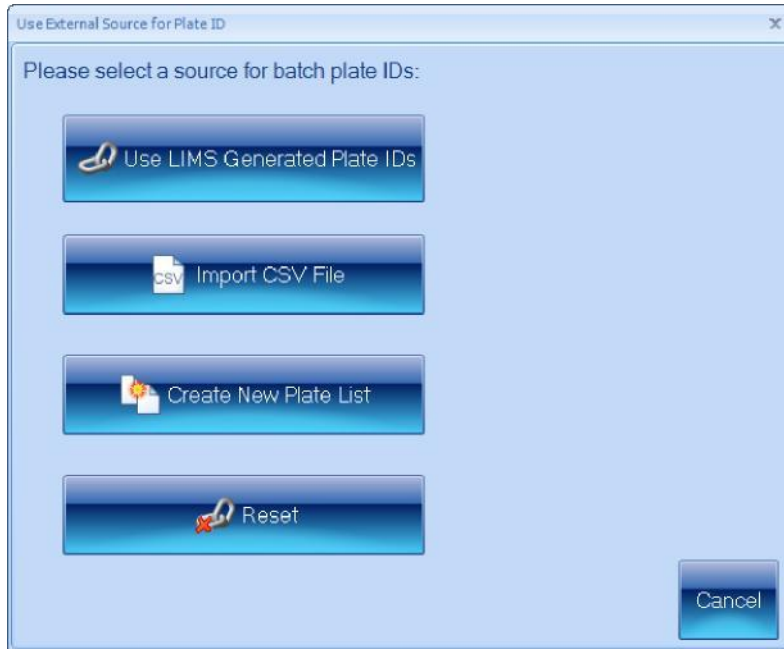 Use External Source for Plate ID
x
Please select a source for batch plate IDs:
Use LIMS Generated Plate IDs
CSV
Import CSV File
Create New Plate List
Reset
Cancel